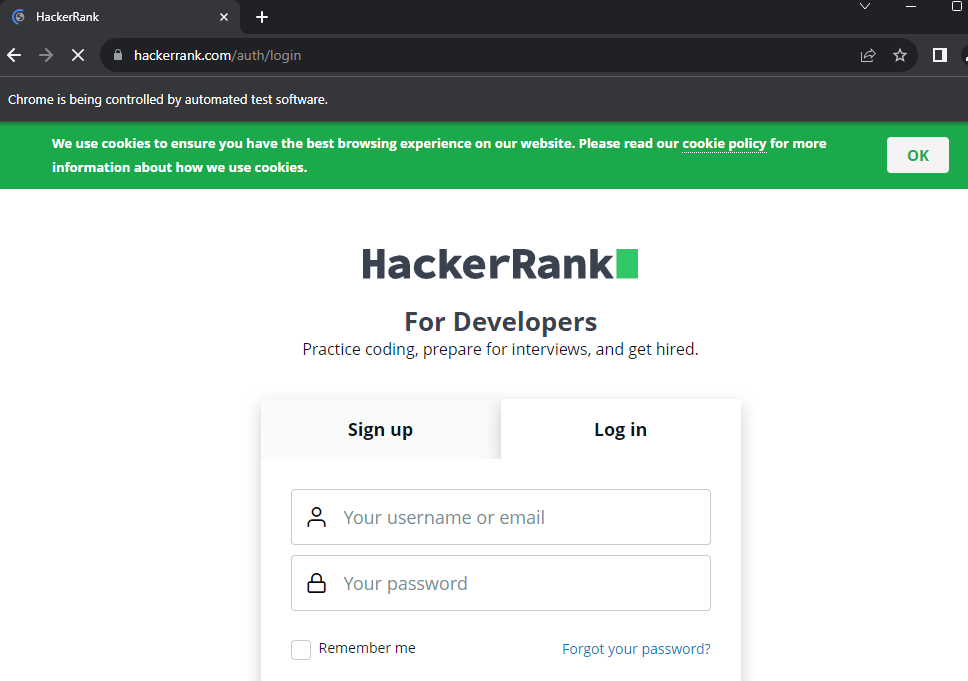 HackerRank
hackerrank.com/auth/login
Chrome is being controlled by automated test software.
We use cookies to ensure you have the best browsing experience on our website. Please read our cookie policy for more
information about how we use cookies.
OK
HackerRank
For Developers
Practice coding, prepare for interviews, and get hired.
Sign up
Log in
Your username or email
Your password
Remember me
Forgot your password?